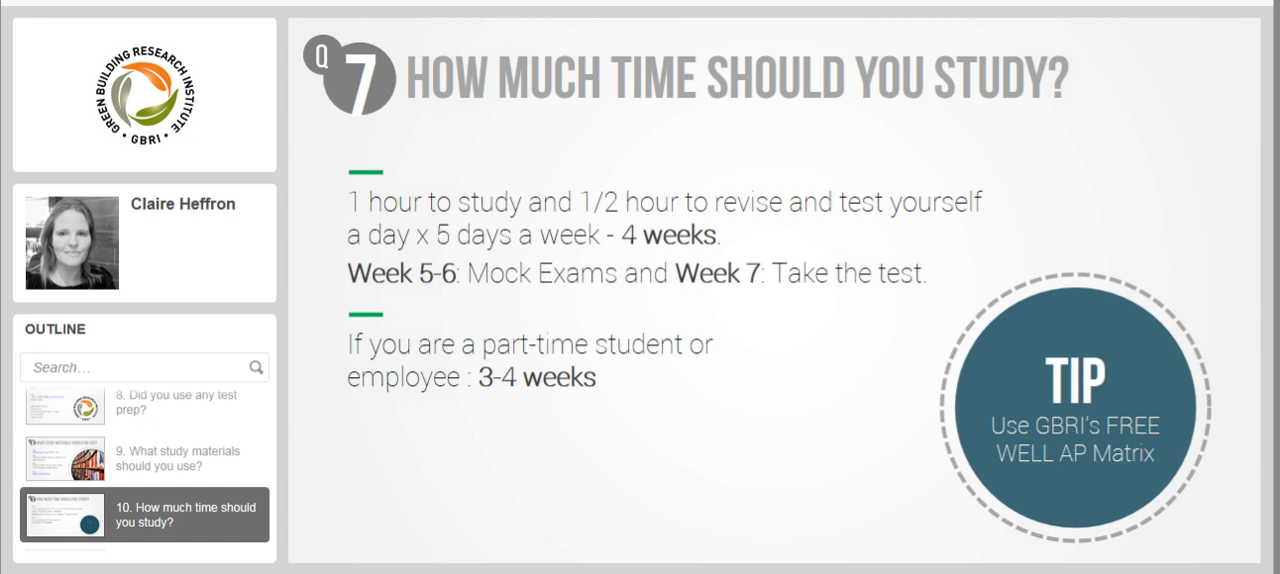 GREEN BUILDING RESEARCH INSTITUTE
• GBRI •
Claire Heffron
OUTLINE
Search...
8. Did you use any test
prep?
9. What study materials
should you use?
10. How much time should
you study?
Q
7 HOW MUCH TIME SHOULD YOU STUDY?
1 hour to study and 1/2 hour to revise and test yourself
a day x 5 days a week - 4 weeks.
Week 5-6: Mock Exams and Week 7: Take the test.
If you are a part-time student or
employee : 3-4 weeks
TIP
Use GBRI's FREE
WELL AP Matrix